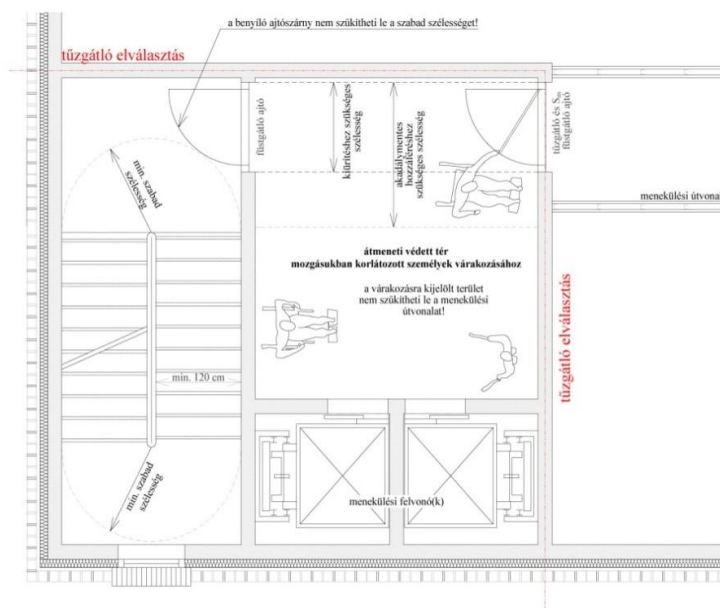 a benyíló ajtószárny nem szűkítheti le a szabad szélességet!
tűzgátló elválasztás
füstgátló ajtó
kiürítéshez szükséges
szélesség
akadálymentes
hozzáféréshez
szükséges szélesség
tűzgátló és Sₘ
füstgátló ajtó
min. szabad
szélesség
menekülési útvonal
átmeneti védett tér
mozgásukban korlátozott személyek várakozásához
a várakozásra kijelölt terület
nem szűkítheti le a menekülési
útvonalat!
tűzgátló elválasztás
min. 120 cm
min. szabad
szélesség
menekülési felvonó(k)